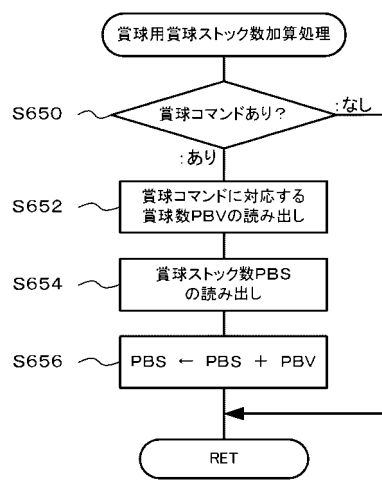 賞球用賞球ストック数加算処理
S650
賞球コマンドあり?
:なし
:あり
S652
賞球コマンドに対応する
賞球数PBVの読み出し
S654
賞球ストック数PBS
の読み出し
S656
PBS ← PBS + PBV
RET